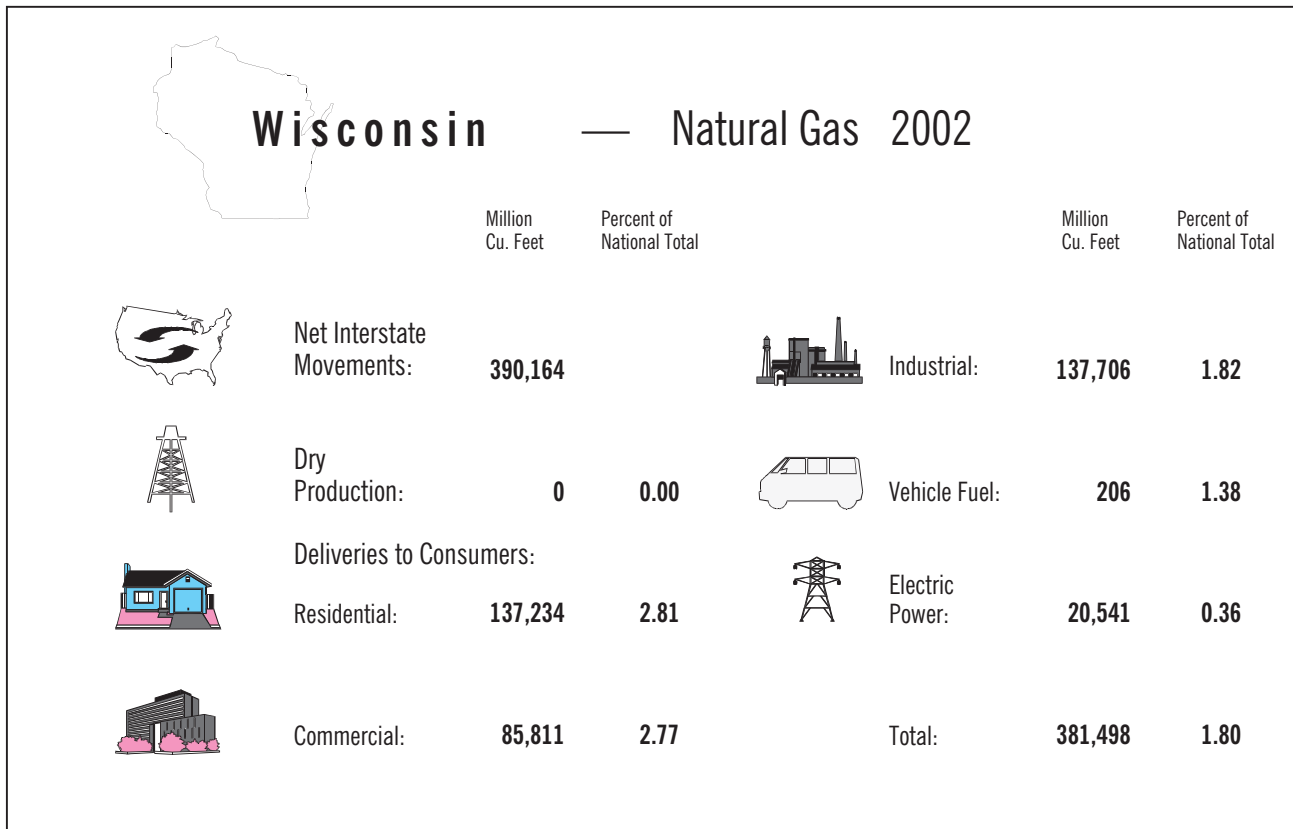 Wisconsin — Natural Gas 2002
Million Percent of
Cu. Feet National Total
Net Interstate
Movements: 390,164
Dry
Production: 0 0.00
Deliveries to Consumers:
Residential: 137,234 2.81
Commercial: 85,811 2.77
Million Percent of
Cu. Feet National Total
Industrial: 137,706 1.82
Vehicle Fuel: 206 1.38
Electric
Power: 20,541 0.36
Total: 381,498 1.80